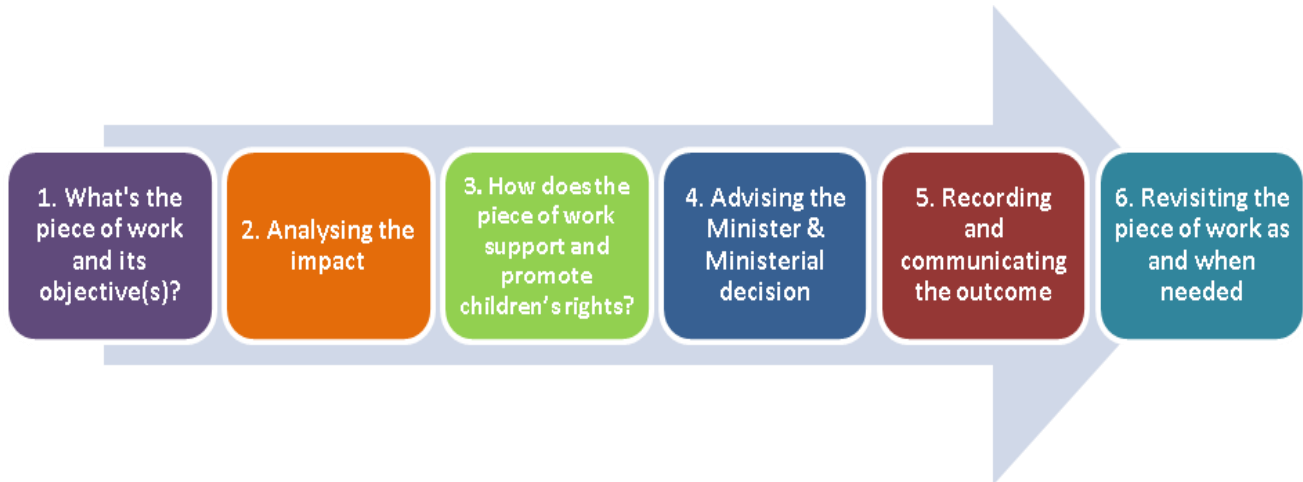 1. What's the
piece of work
and its
objective(s)?
2. Analysing the
impact
3. How does the
piece of work
support and
promote
children's rights?
4. Advising the
Minister &
Ministerial
decision
5. Recording
and
communicating
the outcome
6. Revisiting the
piece of work as
and when
needed